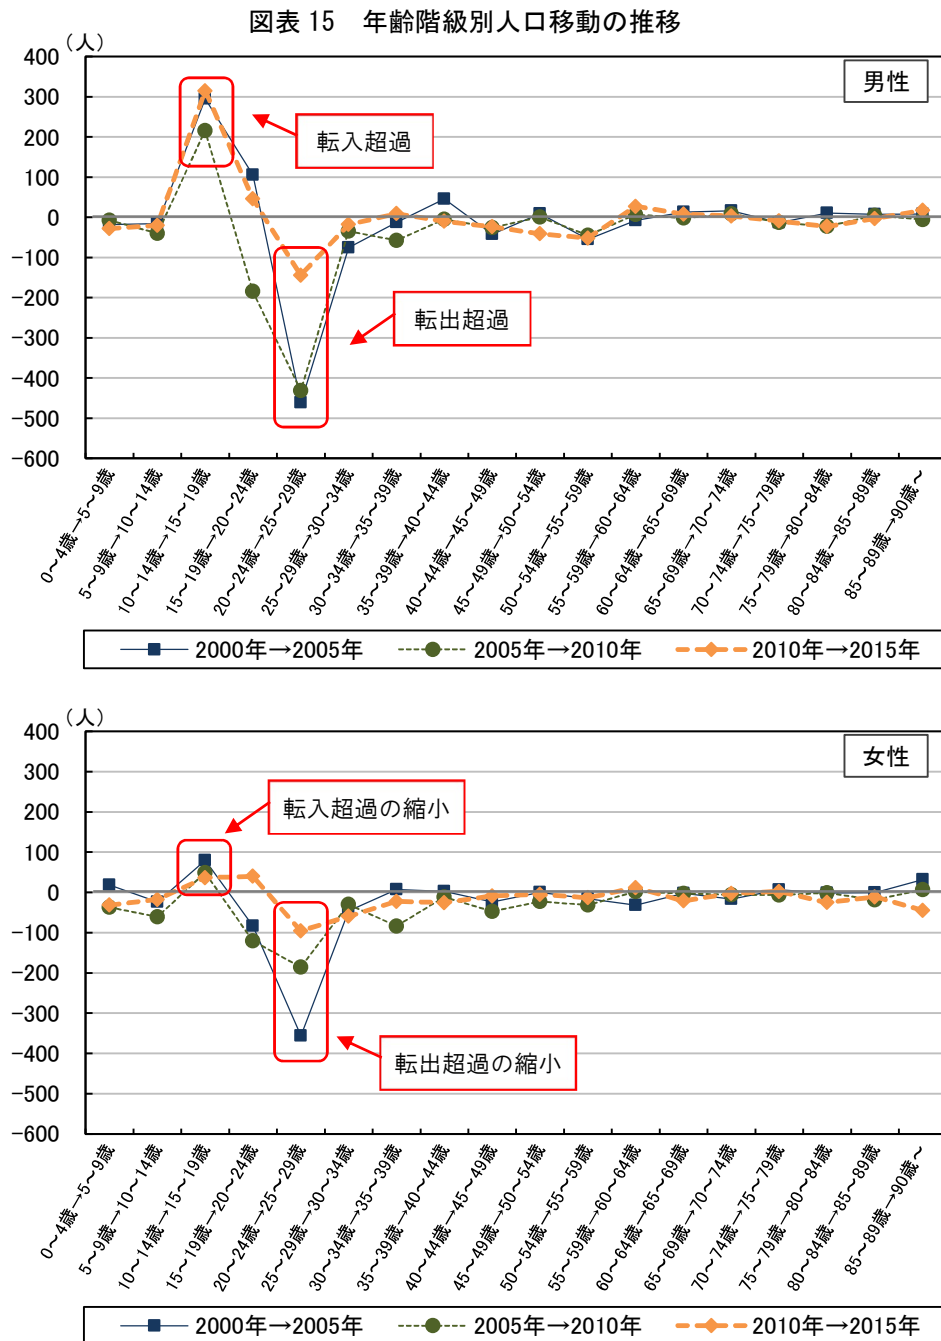 図表 15　年齢階級別人口移動の推移
（人）
400
300
200
100
0
-100
-200
-300
-400
-500
-600
男性
転入超過
転出超過
0～4歳→5～9歳
5～9歳→10～14歳
10～14歳→15～19歳
15～19歳→20～24歳
20～24歳→25～29歳
25～29歳→30～34歳
30～34歳→35～39歳
35～39歳→40～44歳
40～44歳→45～49歳
45～49歳→50～54歳
50～54歳→55～59歳
55～59歳→60～64歳
60～64歳→65～69歳
65～69歳→70～74歳
70～74歳→75～79歳
75～79歳→80～84歳
80～84歳→85～89歳
85～89歳→90歳～
2000年→2005年
2005年→2010年
2010年→2015年
（人）
400
300
200
100
0
-100
-200
-300
-400
-500
-600
女性
転入超過の縮小
転出超過の縮小
0～4歳→5～9歳
5～9歳→10～14歳
10～14歳→15～19歳
15～19歳→20～24歳
20～24歳→25～29歳
25～29歳→30～34歳
30～34歳→35～39歳
35～39歳→40～44歳
40～44歳→45～49歳
45～49歳→50～54歳
50～54歳→55～59歳
55～59歳→60～64歳
60～64歳→65～69歳
65～69歳→70～74歳
70～74歳→75～79歳
75～79歳→80～84歳
80～84歳→85～89歳
85～89歳→90歳～
2000年→2005年
2005年→2010年
2010年→2015年